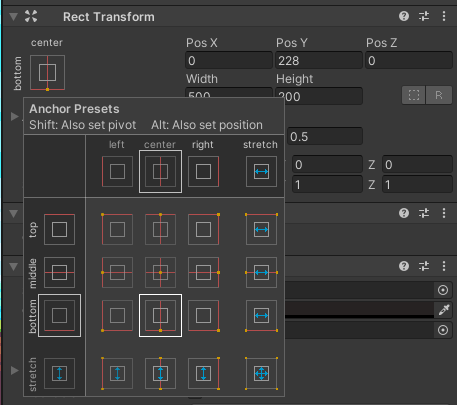 Rect Transform
center
bottom
Pos X Pos Y Pos Z
0 228 0
Width Height
500 200
R
Anchor Presets
Shift: Also set pivot Alt: Also set position
0.5
left center right stretch
0 Z 0
1 Z 1
top
middle
bottom
stretch